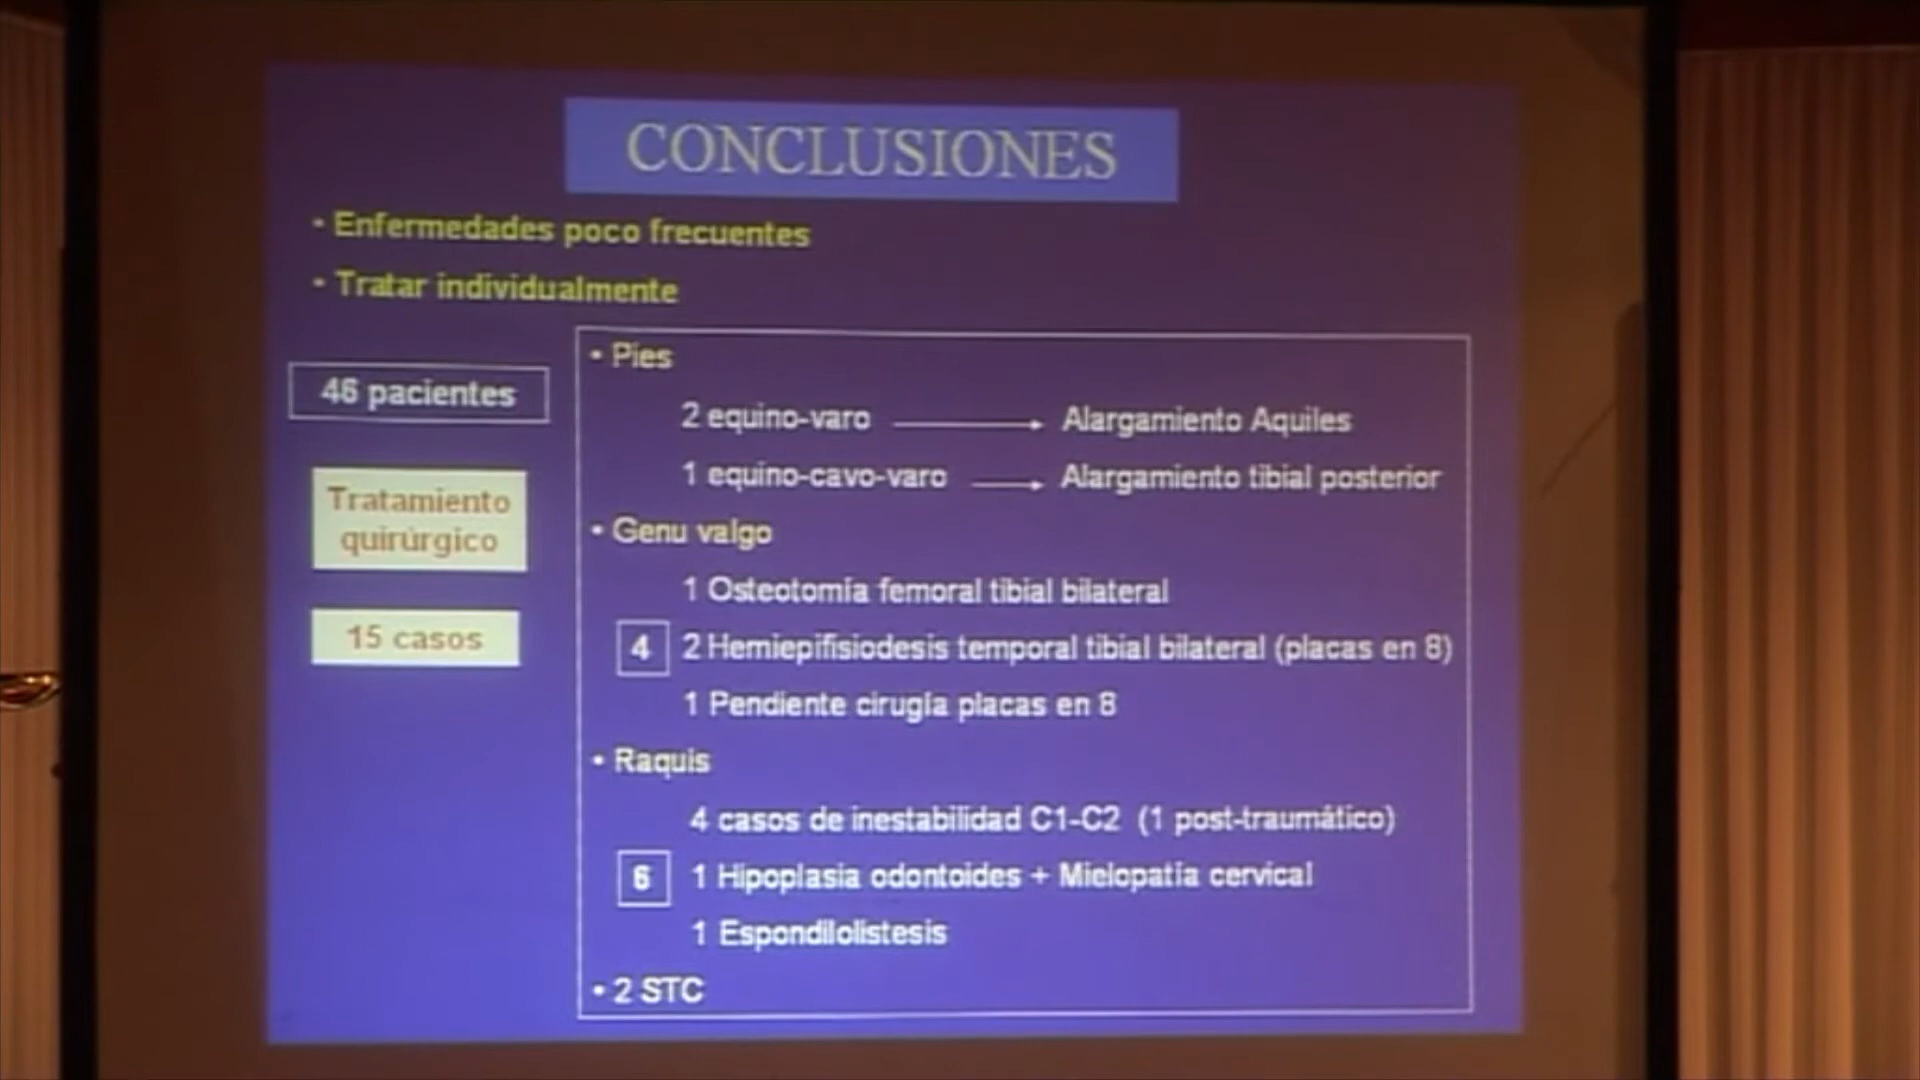 CONCLUSIONES
• Enfermedades poco frecuentes
• Tratar individualmente
46 pacientes
Tratamiento
quirúrgico
15 casos
• Pies
2 equino-varo → Alargamiento Aquiles
1 equino-cavo-varo → Alargamiento tibial posterior
• Genu valgo
1 Osteotomía femoral tibial bilateral
4 2 Hemiepifisiodesis temporal tibial bilateral (placas en 8)
1 Pendiente cirugía placas en 8
• Raquis
4 casos de inestabilidad C1-C2 (1 post-traumático)
6 1 Hipoplasia odontoides + Mielopatía cervical
1 Espondilolistesis
• 2 STC